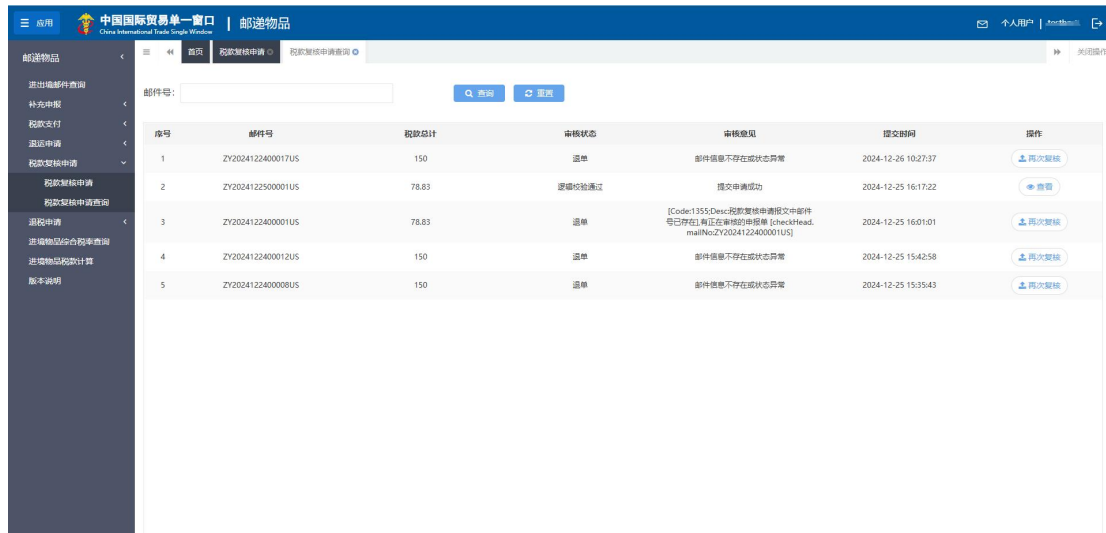 应用 中国国际贸易单一窗口 | 邮递物品 个人用户 |
China International Trade Single Window
邮递物品 首页 税款复核申请 税款复核申请查询 关闭操作
进出境邮件查询
补充申报
税款支付
退运申请
税款复核申请
税款复核申请
税款复核申请查询
退税申请
进境物品综合税率查询
进境物品税款计算
版本说明
邮件号： 查询 重置
序号 邮件号 税款总计 审核状态 审核意见 提交时间 操作
1 ZY2024122400017US 150 退单 邮件信息不存在或状态异常 2024-12-26 10:27:37 再次复核
2 ZY2024122500001US 78.83 逻辑校验通过 提交申请成功 2024-12-25 16:17:22 查看
3 ZY2024122400001US 78.83 退单 [Code:1355;Desc:税款复核申请报文中邮件
号已存在],有正在审核的申报单 [checkHead.
mailNo:ZY2024122400001US] 2024-12-25 16:01:01 再次复核
4 ZY2024122400012US 150 退单 邮件信息不存在或状态异常 2024-12-25 15:42:58 再次复核
5 ZY2024122400008US 150 退单 邮件信息不存在或状态异常 2024-12-25 15:35:43 再次复核